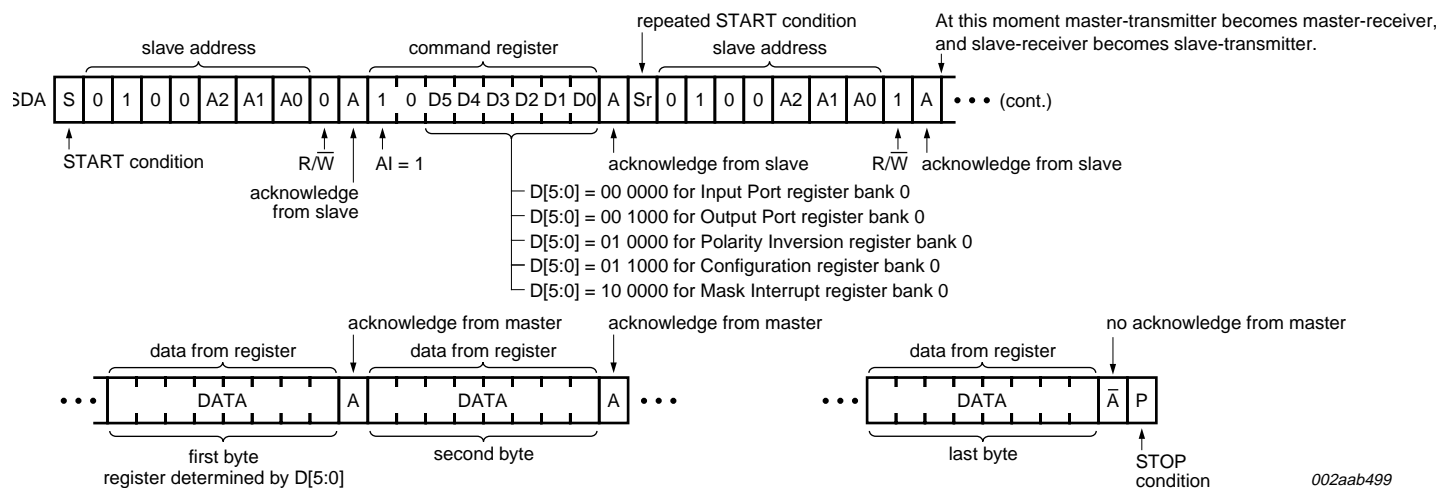 repeated START condition
At this moment master-transmitter becomes master-receiver,
and slave-receiver becomes slave-transmitter.
slave address command register slave address
SDA S 0 1 0 0 A2 A1 A0 0 A 1 0 D5 D4 D3 D2 D1 D0 A Sr 0 1 0 0 A2 A1 A0 1 A • • • (cont.)
START condition R/W̅ AI = 1 acknowledge from slave R/W̅ acknowledge from slave
acknowledge
from slave
D[5:0] = 00 0000 for Input Port register bank 0
D[5:0] = 00 1000 for Output Port register bank 0
D[5:0] = 01 0000 for Polarity Inversion register bank 0
D[5:0] = 01 1000 for Configuration register bank 0
D[5:0] = 10 0000 for Mask Interrupt register bank 0
acknowledge from master acknowledge from master no acknowledge from master
data from register data from register data from register
• • • DATA A DATA A • • • • • • DATA A̅ P
first byte second byte last byte
register determined by D[5:0]
STOP
condition
002aab499